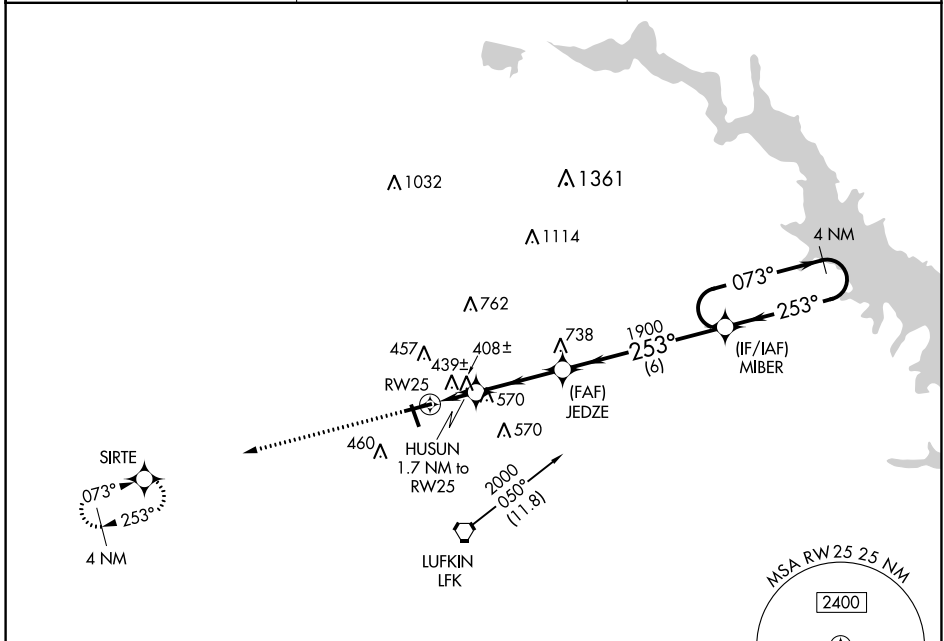 1032
1361
1114
4 NM
073°
253°
762
738
1900
253°
(6)
(IF/IAF)
MIBER
457
408±
439±
RW25
570
(FAF)
JEDZE
570
460
HUSUN
1.7 NM to
RW25
SIRTE
073°
253°
4 NM
2000
050°
(11.8)
LUFKIN
LFK
MSA RW25 25 NM
2400